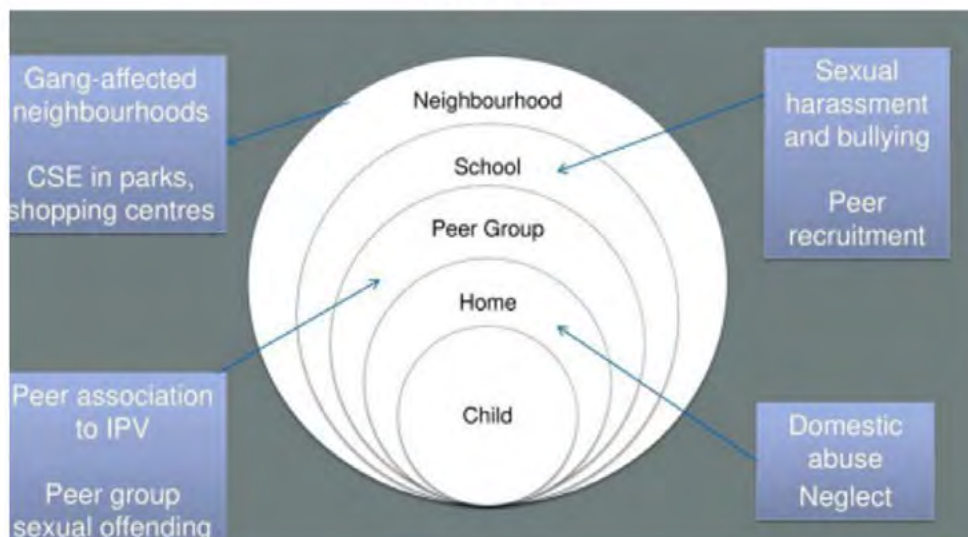 Gang-affected
neighbourhoods
CSE in parks,
shopping centres
Neighbourhood
School
Peer Group
Home
Child
Sexual
harassment
and bullying
Peer
recruitment
Peer association
to IPV
Peer group
sexual offending
Domestic
abuse
Neglect